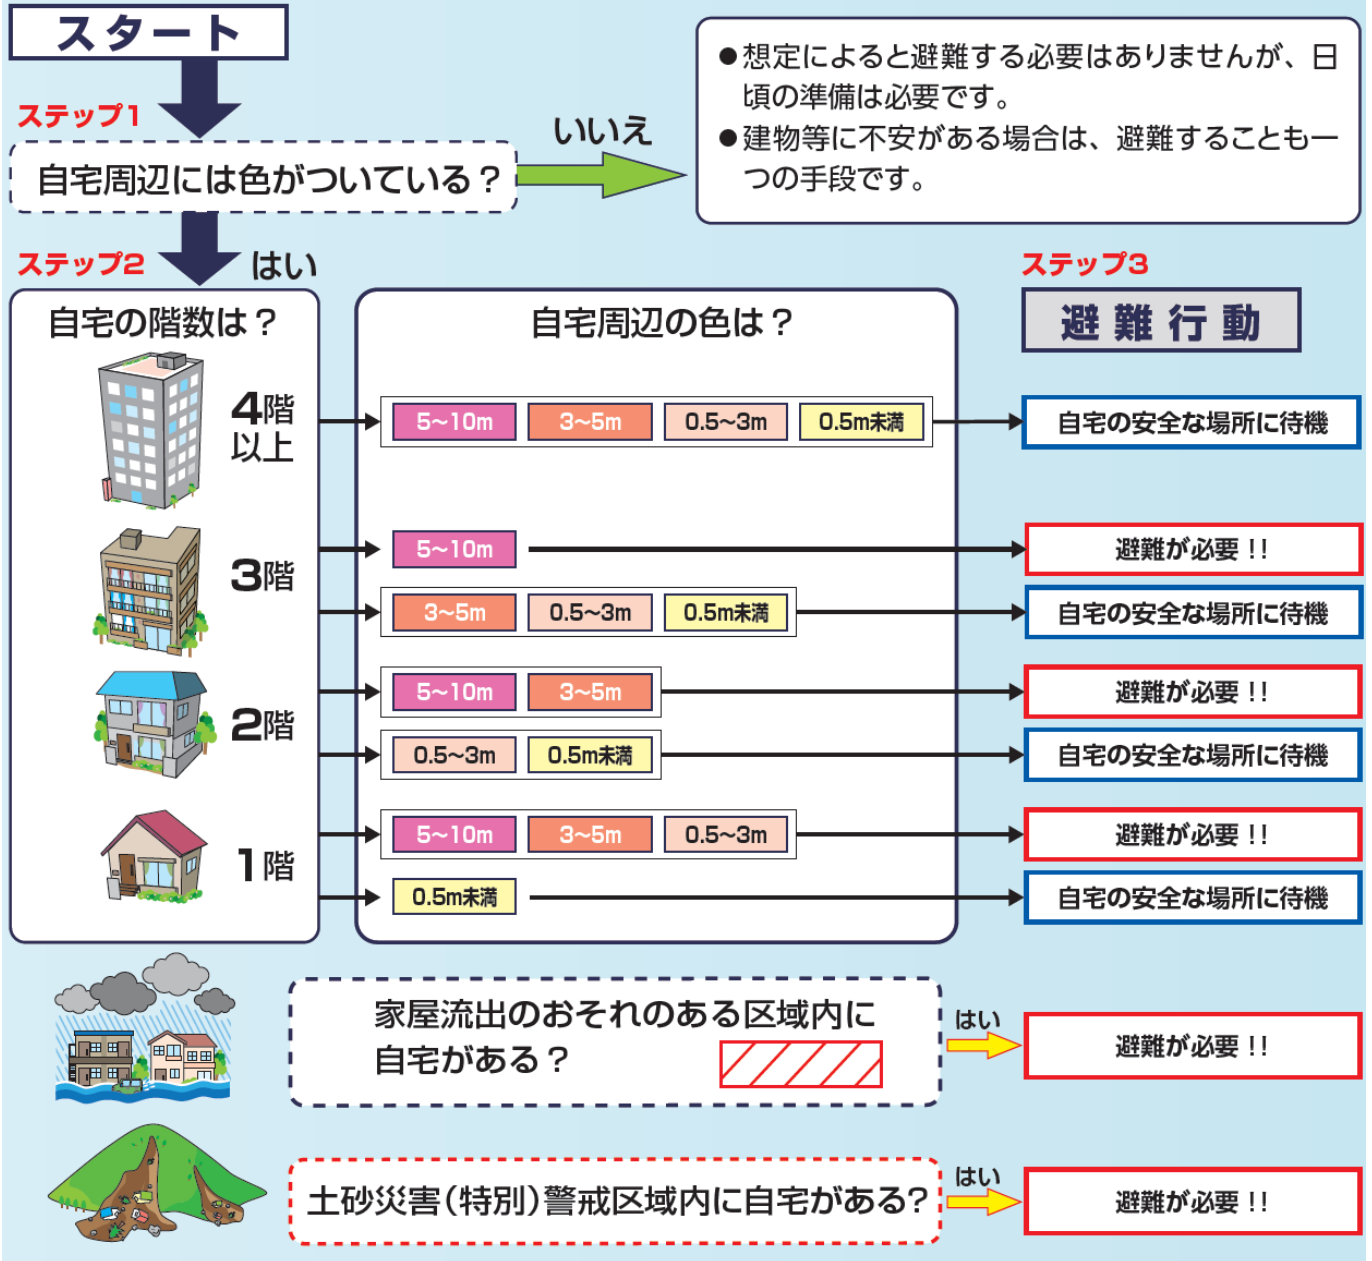 スタート
ステップ1
自宅周辺には色がついている？
いいえ
●想定によると避難する必要はありませんが、日
頃の準備は必要です。
●建物等に不安がある場合は、避難することも一
つの手段です。
ステップ2
はい
自宅の階数は？
自宅周辺の色は？
ステップ3
避難行動
4階
以上
5〜10m 3〜5m 0.5〜3m 0.5m未満
自宅の安全な場所に待機
3階
5〜10m
避難が必要!!
3〜5m 0.5〜3m 0.5m未満
自宅の安全な場所に待機
2階
5〜10m 3〜5m
避難が必要!!
0.5〜3m 0.5m未満
自宅の安全な場所に待機
1階
5〜10m 3〜5m 0.5〜3m
避難が必要!!
0.5m未満
自宅の安全な場所に待機
家屋流出のおそれのある区域内に
自宅がある？
はい
避難が必要!!
土砂災害(特別)警戒区域内に自宅がある?
はい
避難が必要!!